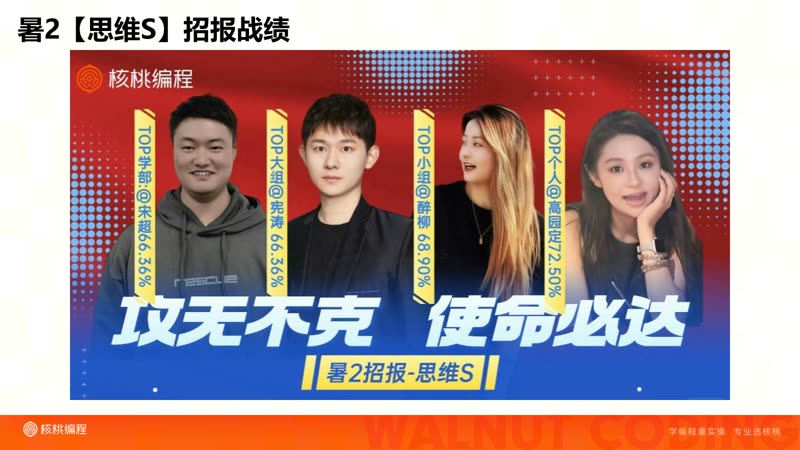 暑2【思维S】招报战绩
核桃编程
TOP学部:@宋超66.36%
TOP大组@宪涛 66.36%
TOP小组@醉柳 68.90%
TOP个人@高园定72.50%
rescue
攻无不克 使命必达
暑2招报-思维S
核桃编程
WALNUT CODING
学编程重实操 专业选核桃